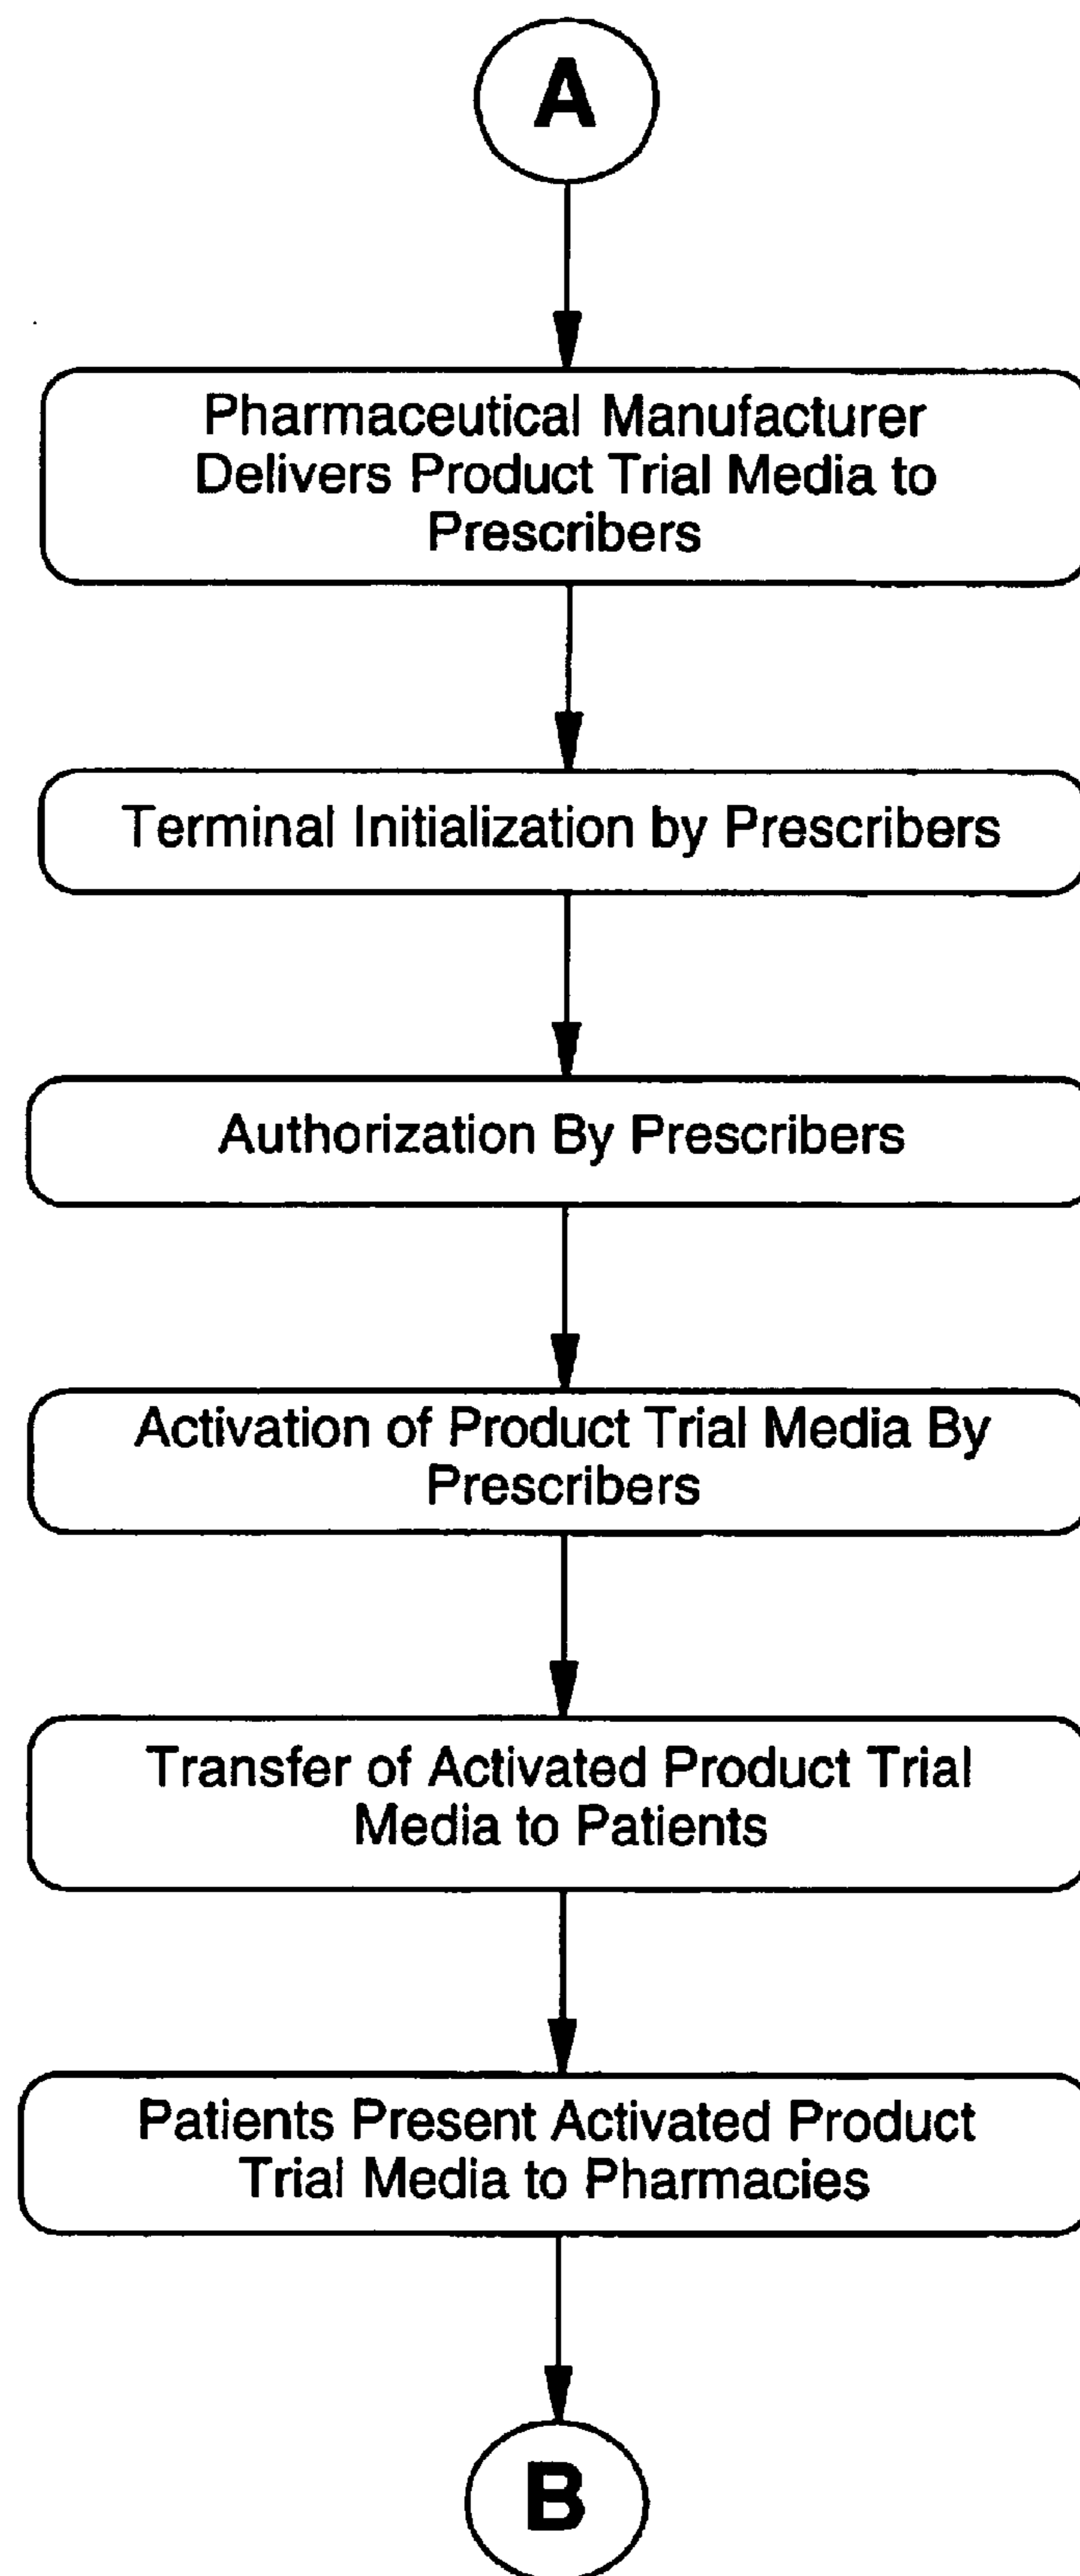 A
Pharmaceutical Manufacturer
Delivers Product Trial Media to
Prescribers
Terminal Initialization by Prescribers
Authorization By Prescribers
Activation of Product Trial Media By
Prescribers
Transfer of Activated Product Trial
Media to Patients
Patients Present Activated Product
Trial Media to Pharmacies
B